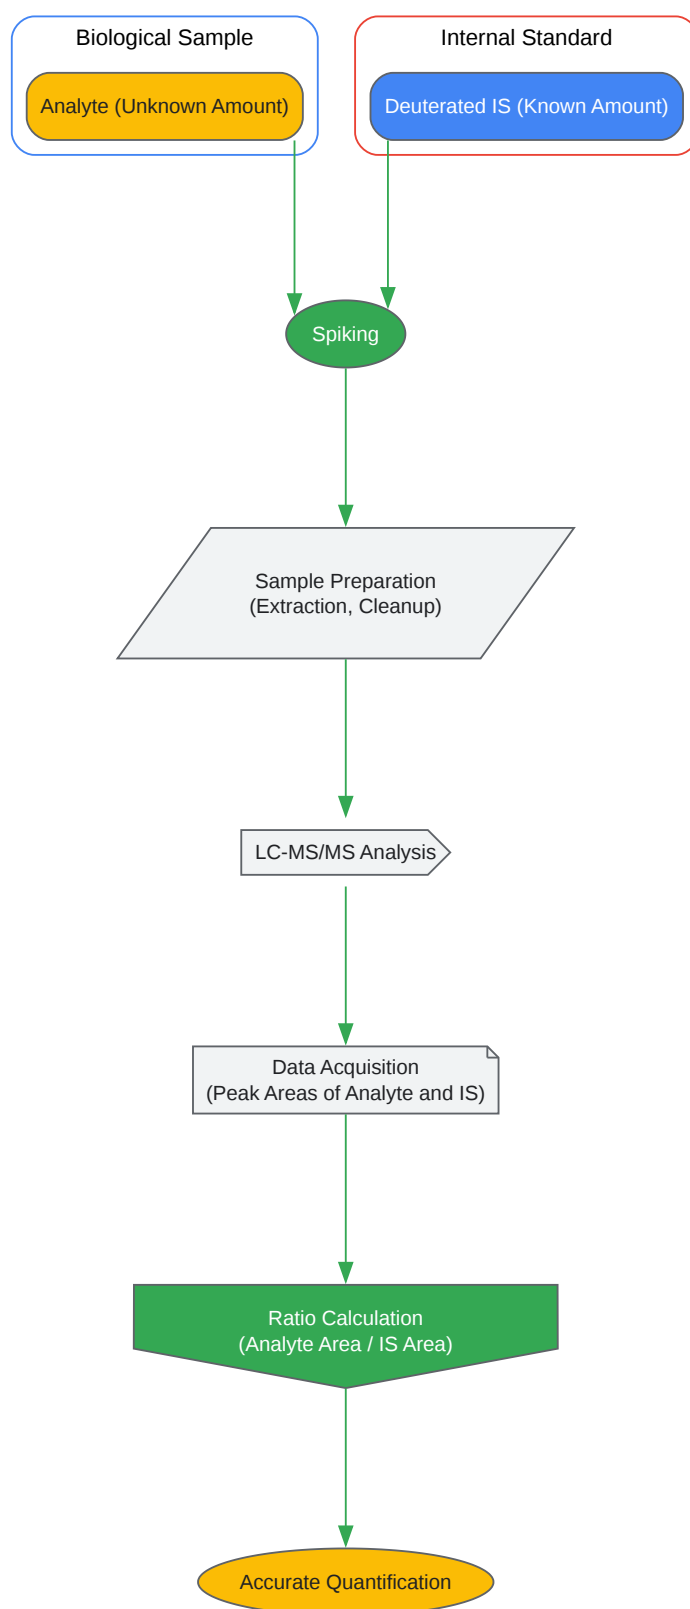 Biological Sample
Internal Standard
Analyte (Unknown Amount)
Deuterated IS (Known Amount)
Spiking
Sample Preparation
(Extraction, Cleanup)
LC-MS/MS Analysis
Data Acquisition
(Peak Areas of Analyte and IS)
Ratio Calculation
(Analyte Area / IS Area)
Accurate Quantification